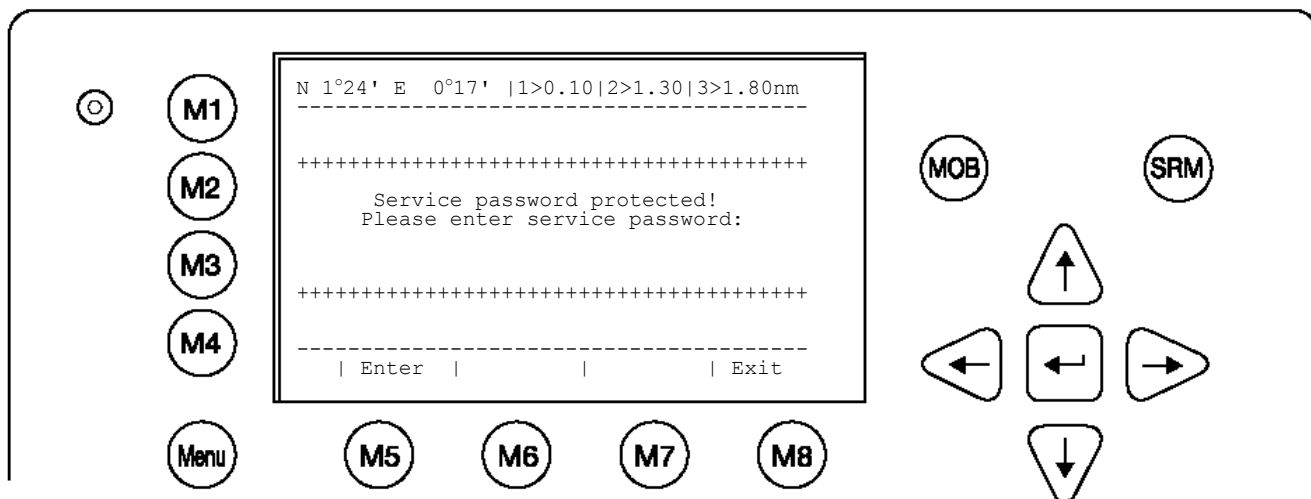 N 1°24' E  0°17' |1>0.10|2>1.30|3>1.80nm
----------------------------------------
++++++++++++++++++++++++++++++++++++++++
Service password protected!
Please enter service password:
++++++++++++++++++++++++++++++++++++++++
----------------------------------------
| Enter  |         |         | Exit
M1
M2
M3
M4
Menu
M5
M6
M7
M8
MOB
SRM